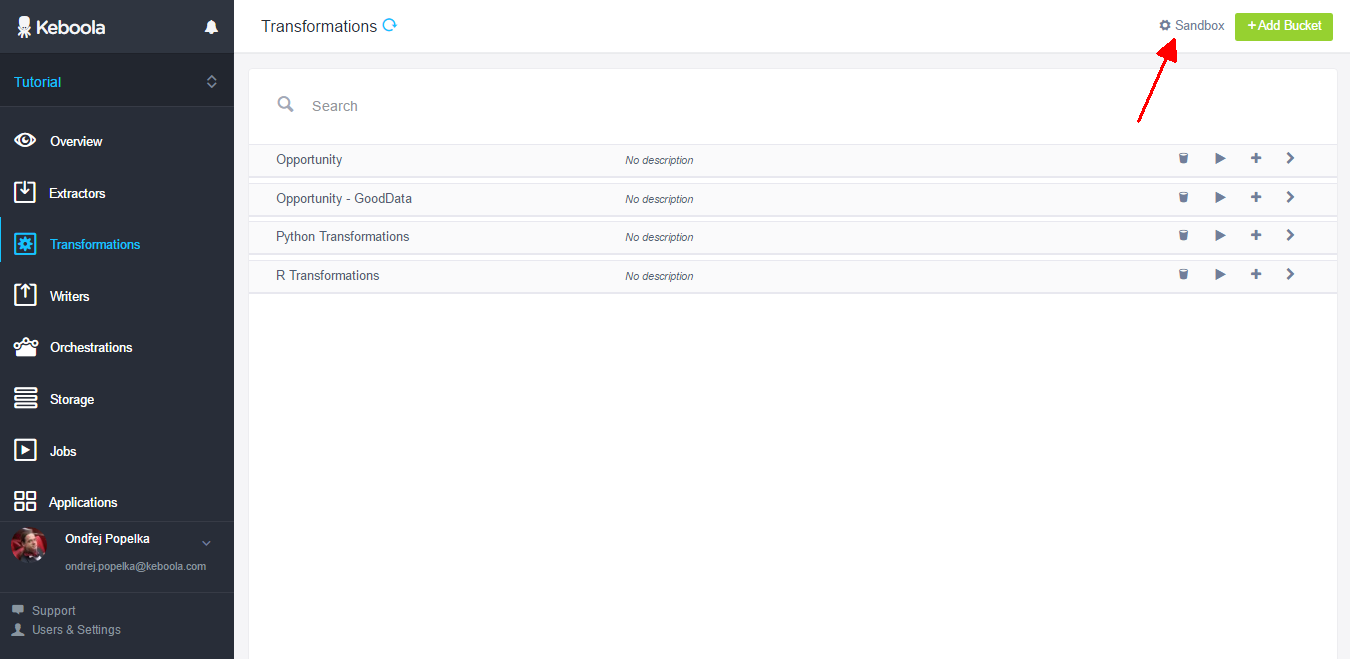 Keboola
Transformations
Sandbox
+ Add Bucket
Tutorial
Search
Overview
Extractors
Transformations
Writers
Orchestrations
Storage
Jobs
Applications
Opportunity No description
Opportunity - GoodData No description
Python Transformations No description
R Transformations No description
Ondřej Popelka
ondrej.popelka@keboola.com
Support
Users & Settings